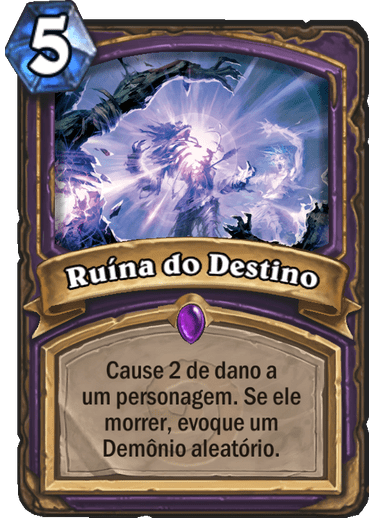 5
Ruína do Destino
Cause 2 de dano a
um personagem. Se ele
morrer, evoque um
Demônio aleatório.